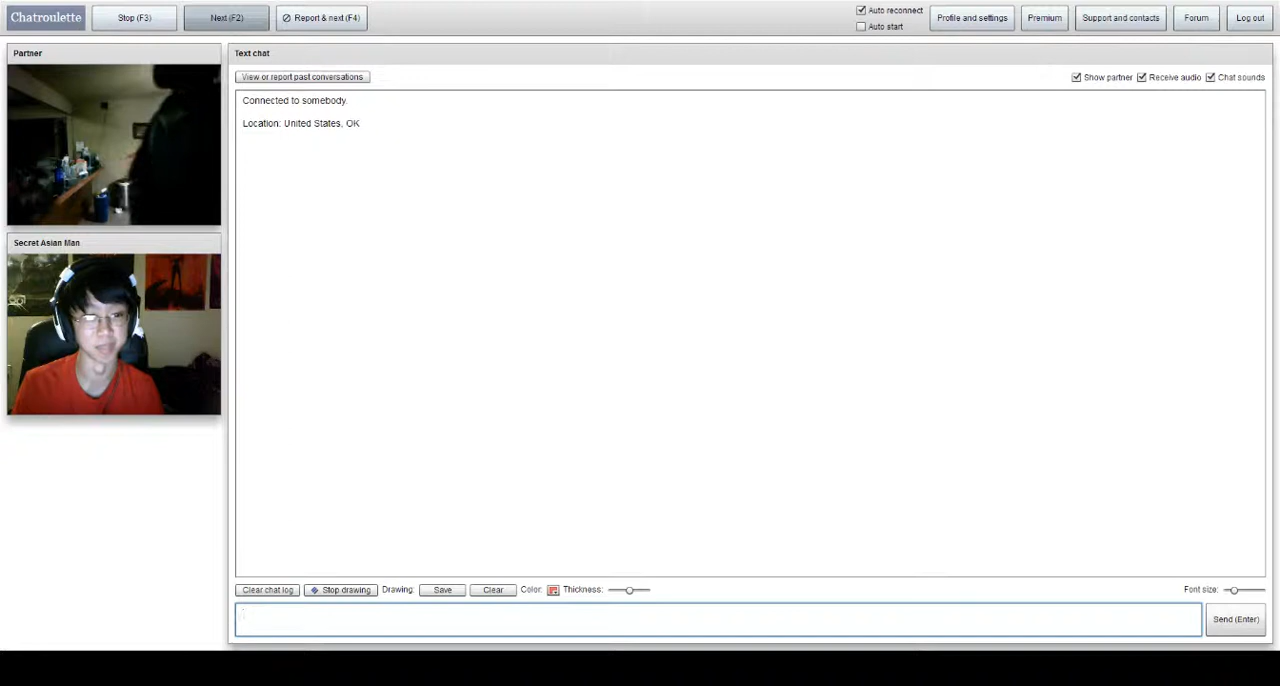 Chatroulette
Stop (F3)
Next (F2)
Report & next (F4)
Auto reconnect
Auto start
Profile and settings
Premium
Support and contacts
Forum
Log out
Partner
Text chat
View or report past conversations
Show partner
Receive audio
Chat sounds
Connected to somebody.
Location: United States, OK
Secret Asian Man
Clear chat log
Stop drawing
Drawing:
Save
Clear
Color:
Thickness:
Font size:
Send (Enter)